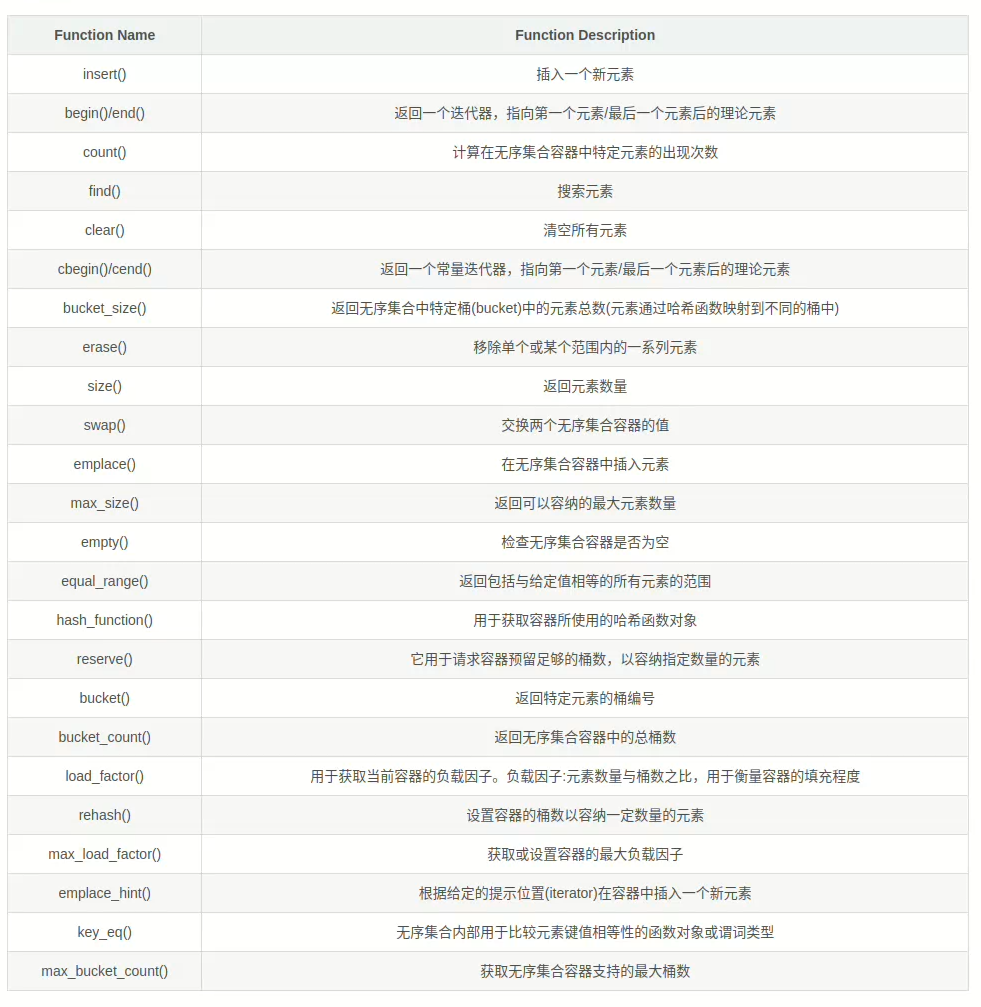 Function Name Function Description
insert() 插入一个新元素
begin()/end() 返回一个迭代器，指向第一个元素/最后一个元素后的理论元素
count() 计算在无序集合容器中特定元素的出现次数
find() 搜索元素
clear() 清空所有元素
cbegin()/cend() 返回一个常量迭代器，指向第一个元素/最后一个元素后的理论元素
bucket_size() 返回无序集合中特定桶(bucket)中的元素总数(元素通过哈希函数映射到不同的桶中)
erase() 移除单个或某个范围内的一系列元素
size() 返回元素数量
swap() 交换两个无序集合容器的值
emplace() 在无序集合容器中插入元素
max_size() 返回可以容纳的最大元素数量
empty() 检查无序集合容器是否为空
equal_range() 返回包括与给定值相等的所有元素的范围
hash_function() 用于获取容器所使用的哈希函数对象
reserve() 它用于请求容器预留足够的桶数，以容纳指定数量的元素
bucket() 返回特定元素的桶编号
bucket_count() 返回无序集合容器中的总桶数
load_factor() 用于获取当前容器的负载因子。负载因子:元素数量与桶数之比，用于衡量容器的填充程度
rehash() 设置容器的桶数以容纳一定数量的元素
max_load_factor() 获取或设置容器的最大负载因子
emplace_hint() 根据给定的提示位置(iterator)在容器中插入一个新元素
key_eq() 无序集合内部用于比较元素键值相等性的函数对象或谓词类型
max_bucket_count() 获取无序集合容器支持的最大桶数